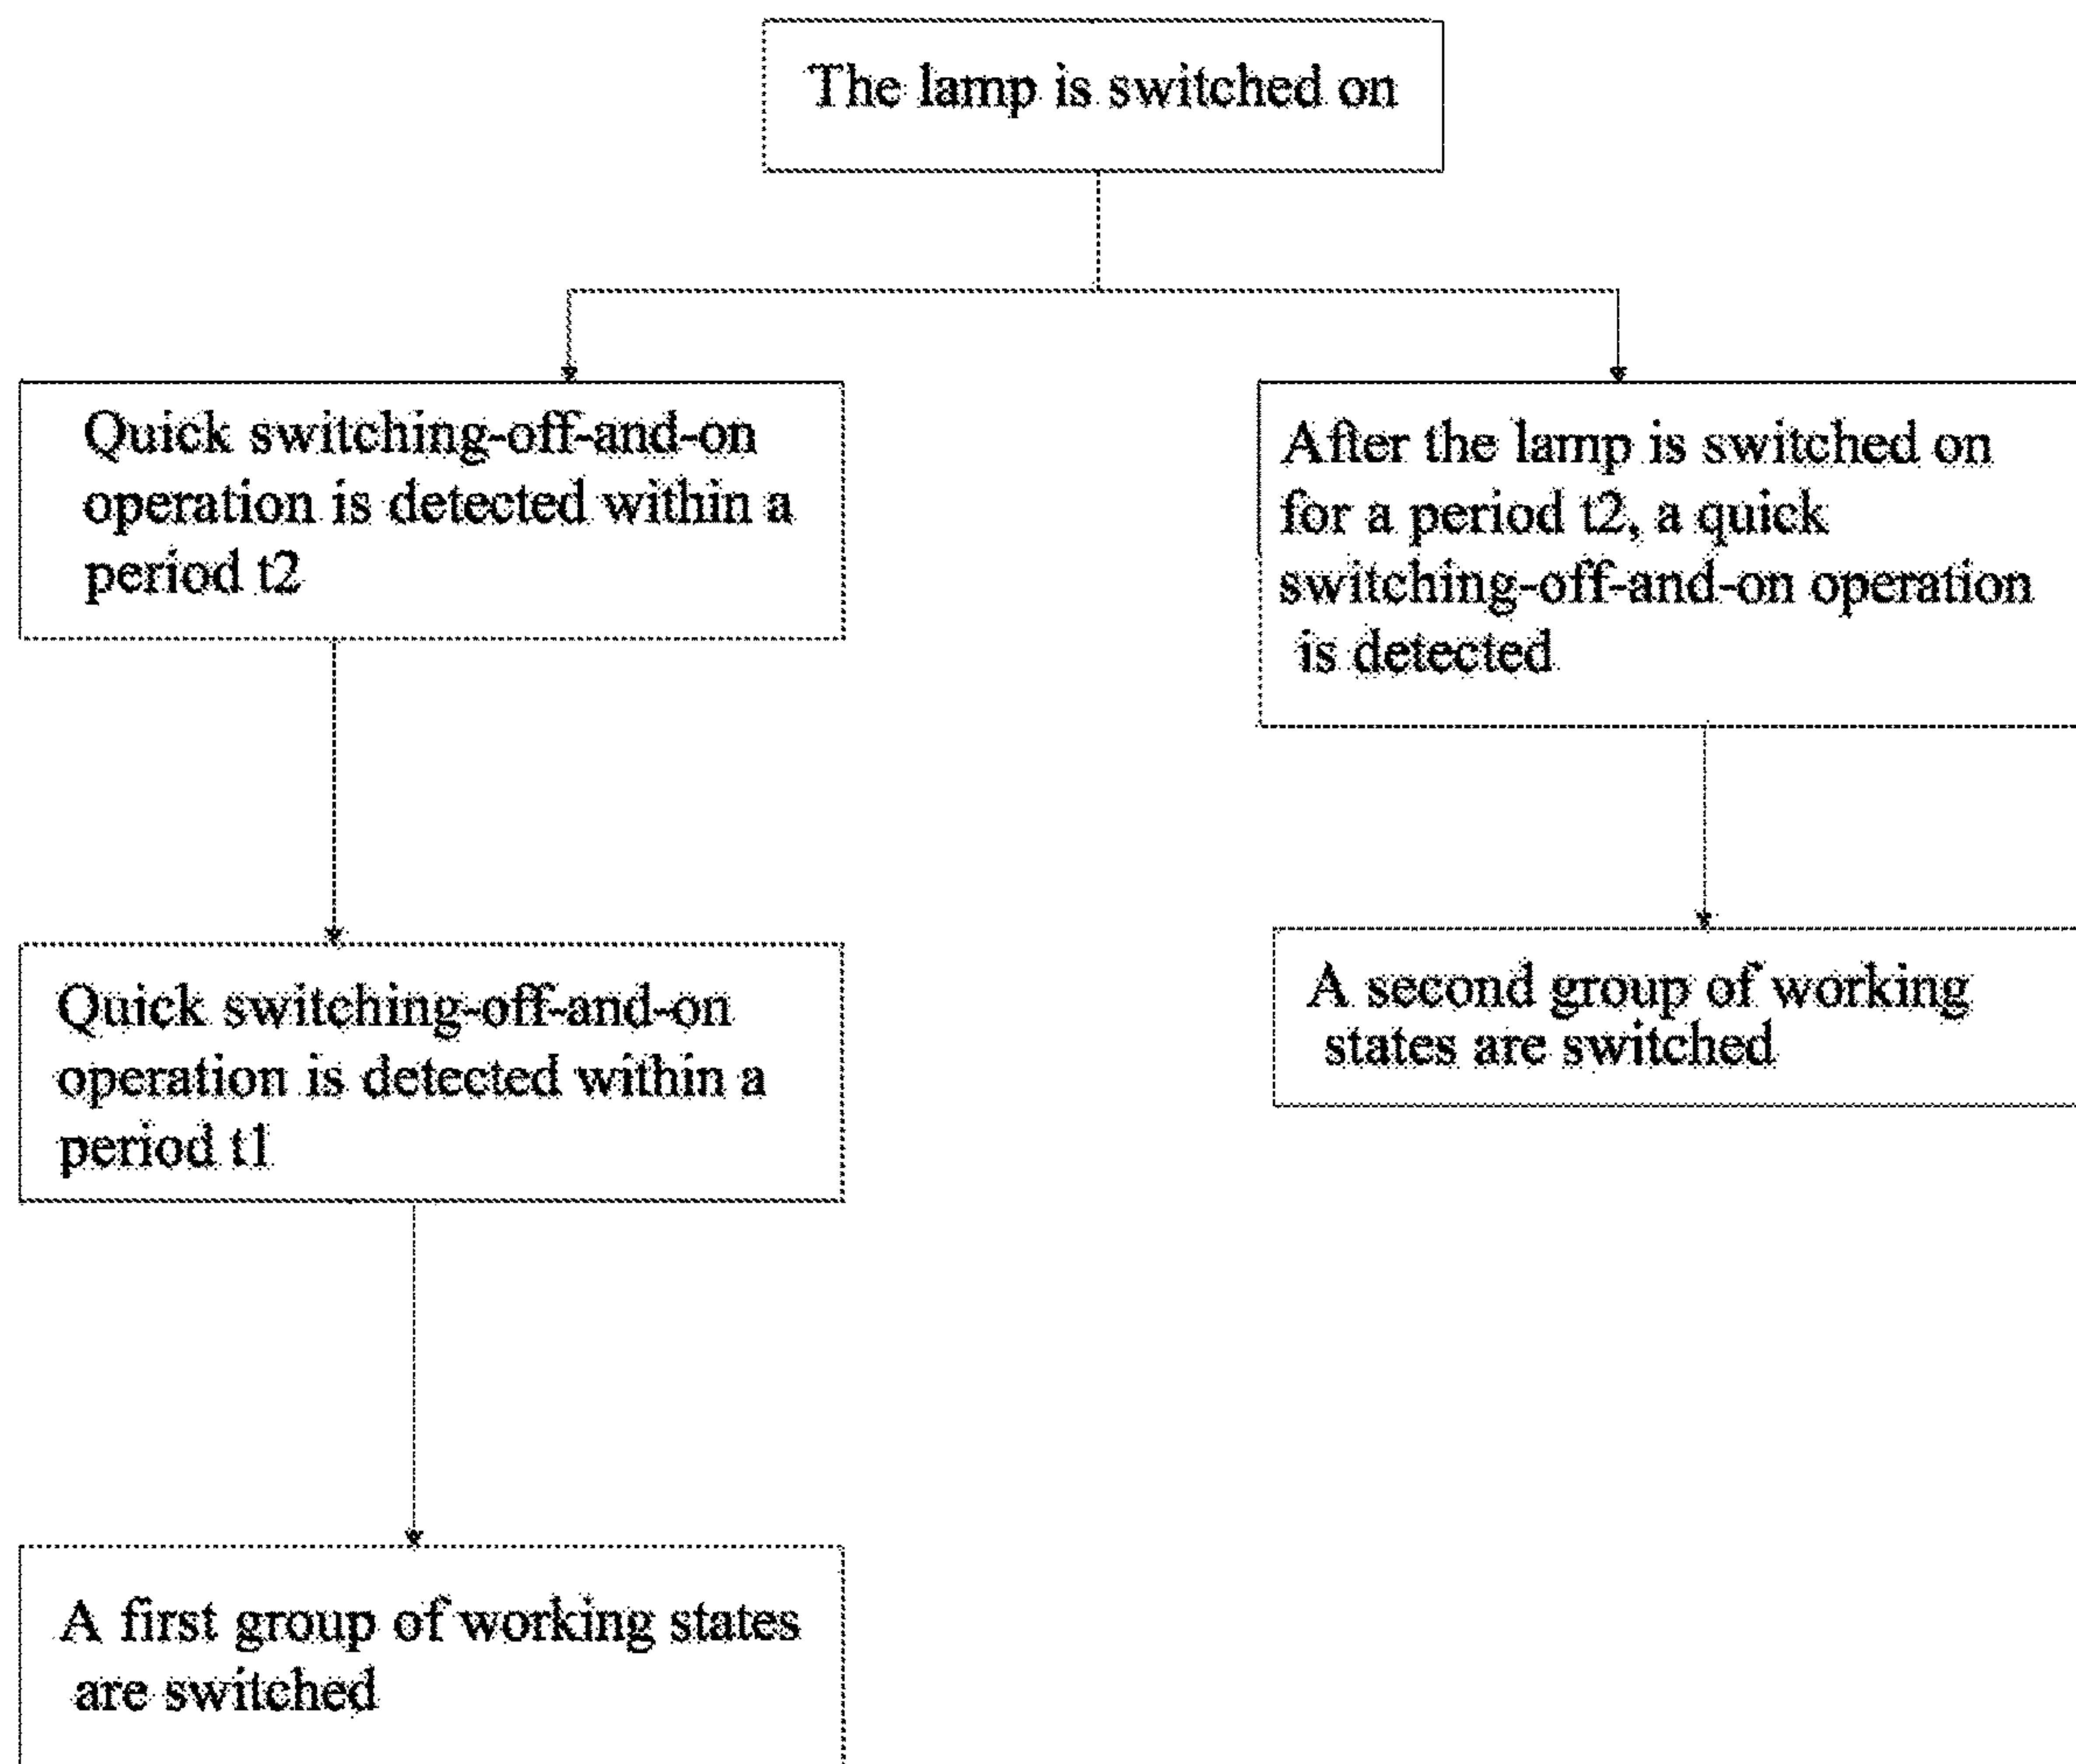 The lamp is switched on
Quick switching-off-and-on
operation is detected within a
period t2
After the lamp is switched on
for a period t2, a quick
switching-off-and-on operation
is detected
Quick switching-off-and-on
operation is detected within a
period t1
A second group of working
states are switched
A first group of working states
are switched